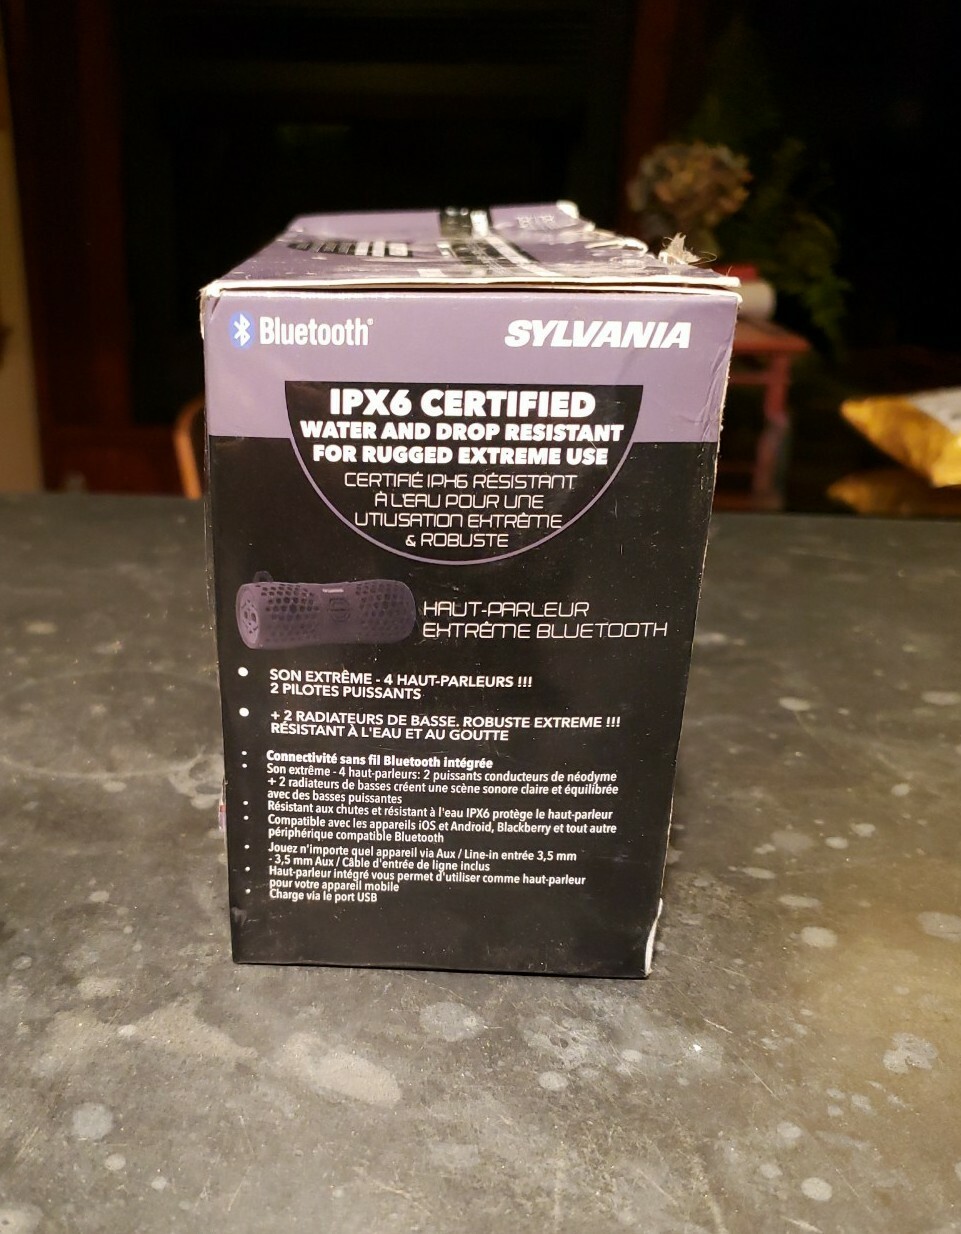 Bluetooth®
SYLVANIA
IPX6 CERTIFIED
WATER AND DROP RESISTANT
FOR RUGGED EXTREME USE
CERTIFIÉ IPX6 RÉSISTANT
À L'EAU POUR UNE
UTILISATION EXTRÊME
& ROBUSTE
HAUT-PARLEUR
EXTRÊME BLUETOOTH
• SON EXTRÊME - 4 HAUT-PARLEURS !!!
2 PILOTES PUISSANTS
• + 2 RADIATEURS DE BASSE. ROBUSTE EXTREME !!!
RÉSISTANT À L'EAU ET AU GOUTTE
• Connectivité sans fil Bluetooth intégrée
• Son extrême - 4 haut-parleurs: 2 puissants conducteurs de néodyme
+ 2 radiateurs de basses créent une scène sonore claire et équilibrée
avec des basses puissantes
• Résistant aux chutes et résistant à l'eau IPX6 protège le haut-parleur
• Compatible avec les appareils iOS et Android, Blackberry et tout autre
périphérique compatible Bluetooth
• Jouez n'importe quel appareil via Aux / Line-in entrée 3,5 mm
- 3,5 mm Aux / Câble d'entrée de ligne inclus
• Haut-parleur intégré vous permet d'utiliser comme haut-parleur
pour votre appareil mobile
• Charge via le port USB